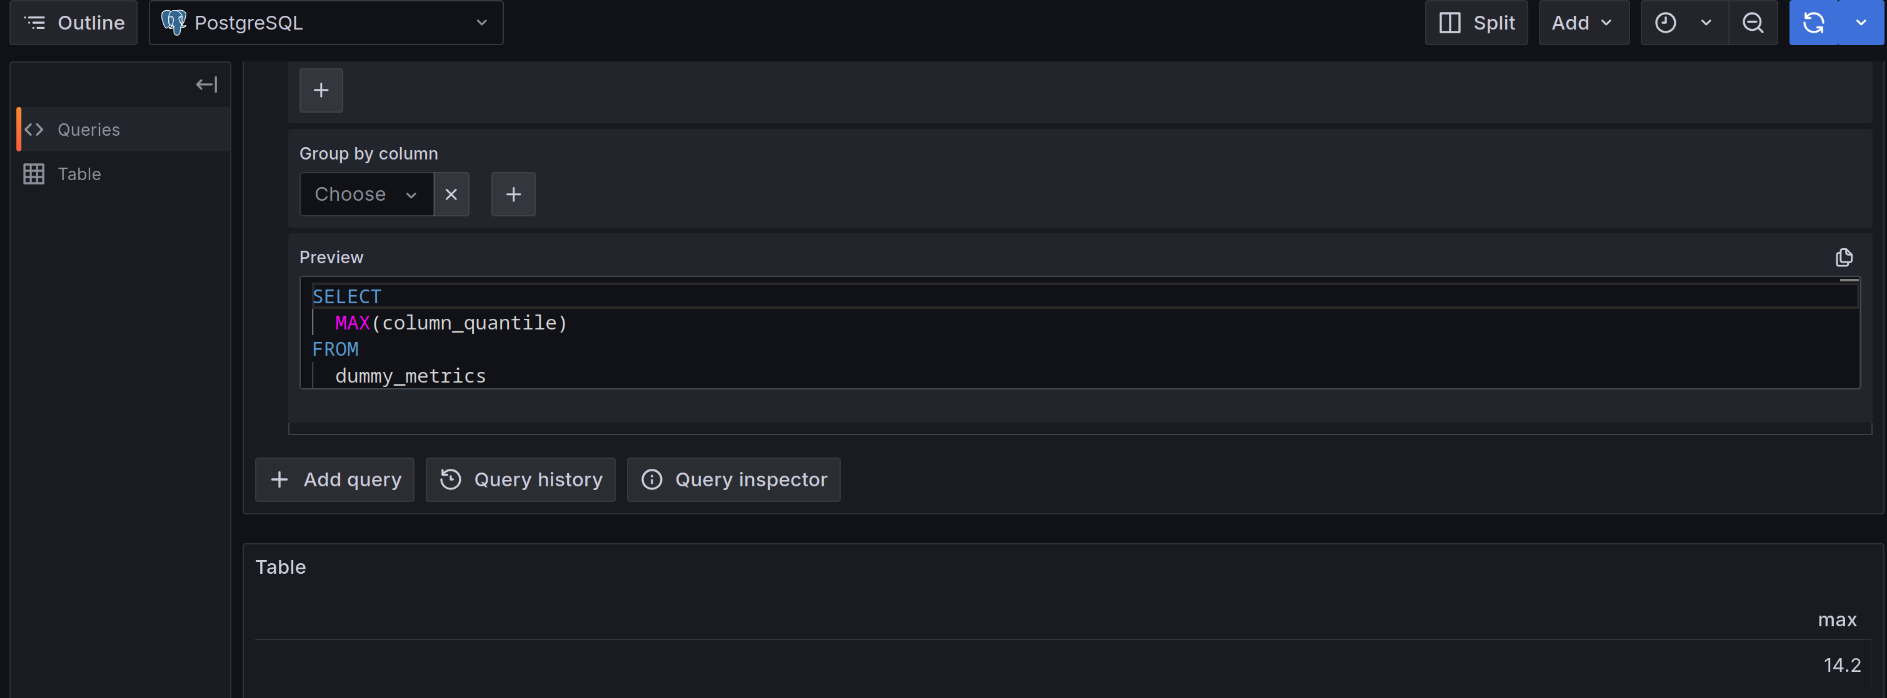 Outline PostgreSQL Split Add
Queries
Table
Group by column
Choose
Preview
SELECT
MAX(column_quantile)
FROM
dummy_metrics
Add query Query history Query inspector
Table
max
14.2